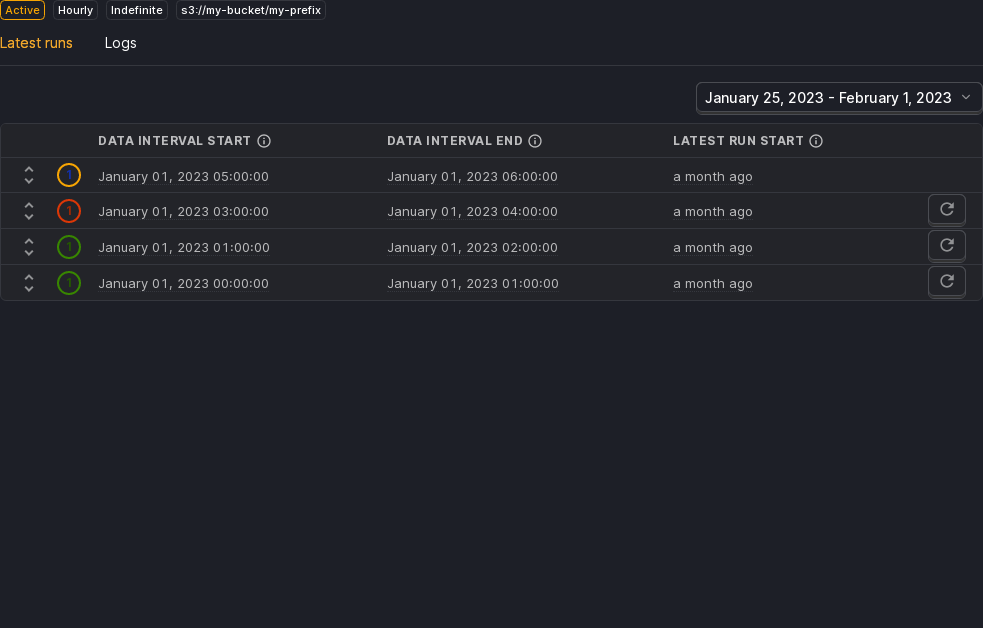 Active Hourly Indefinite s3://my-bucket/my-prefix
Latest runs Logs
January 25, 2023 - February 1, 2023
DATA INTERVAL START DATA INTERVAL END LATEST RUN START
1 January 01, 2023 05:00:00 January 01, 2023 06:00:00 a month ago
1 January 01, 2023 03:00:00 January 01, 2023 04:00:00 a month ago
1 January 01, 2023 01:00:00 January 01, 2023 02:00:00 a month ago
1 January 01, 2023 00:00:00 January 01, 2023 01:00:00 a month ago